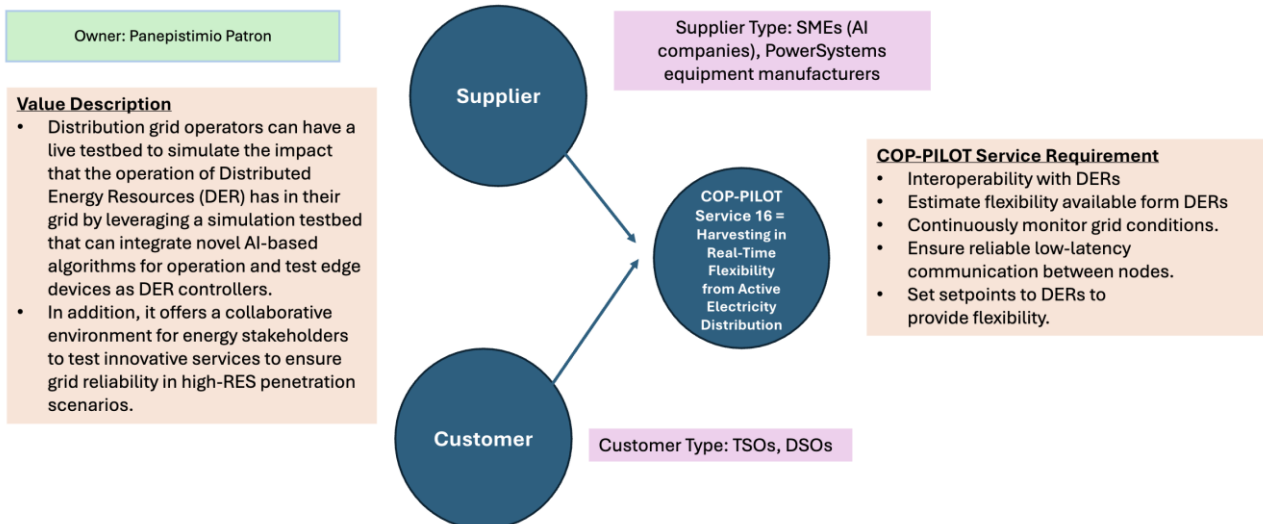 Owner: Panepistimio Patron
Value Description
• Distribution grid operators can have a
live testbed to simulate the impact
that the operation of Distributed
Energy Resources (DER) has in their
grid by leveraging a simulation testbed
that can integrate novel AI-based
algorithms for operation and test edge
devices as DER controllers.
• In addition, it offers a collaborative
environment for energy stakeholders
to test innovative services to ensure
grid reliability in high-RES penetration
scenarios.
Supplier
Supplier Type: SMEs (AI
companies), PowerSystems
equipment manufacturers
COP-PILOT
Service 16 =
Harvesting in
Real-Time
Flexibility
from Active
Electricity
Distribution
Customer
Customer Type: TSOs, DSOs
COP-PILOT Service Requirement
• Interoperability with DERs
• Estimate flexibility available form DERs
• Continuously monitor grid conditions.
• Ensure reliable low-latency
communication between nodes.
• Set setpoints to DERs to
provide flexibility.